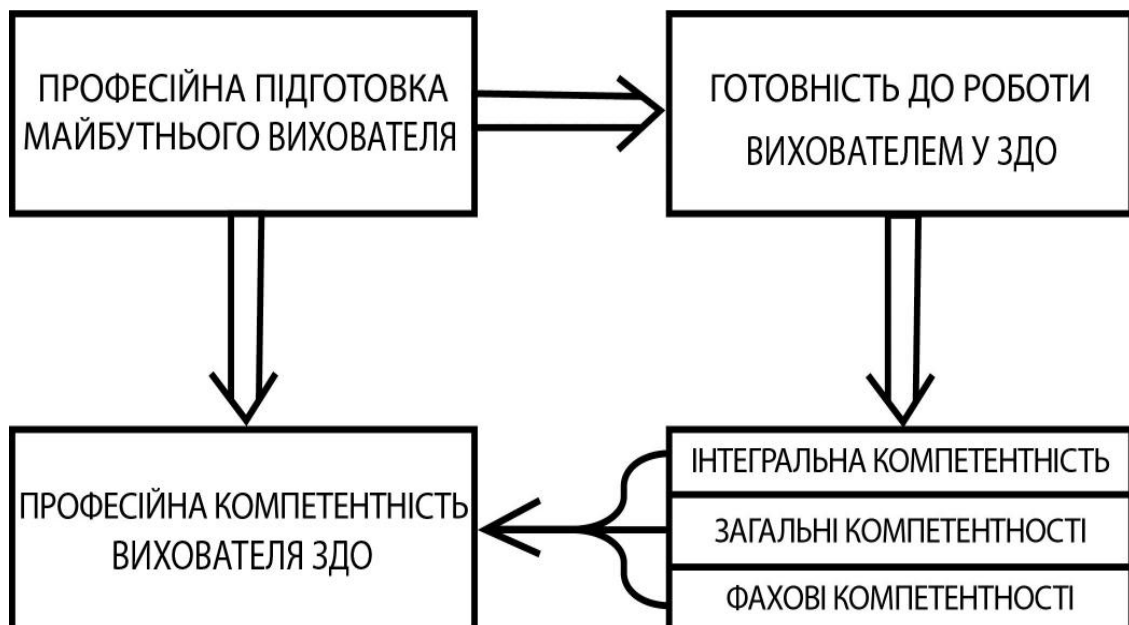 ПРОФЕСІЙНА ПІДГОТОВКА
МАЙБУТНЬОГО ВИХОВАТЕЛЯ
ГОТОВНІСТЬ ДО РОБОТИ
ВИХОВАТЕЛЕМ У ЗДО
ПРОФЕСІЙНА КОМПЕТЕНТНІСТЬ
ВИХОВАТЕЛЯ ЗДО
ІНТЕГРАЛЬНА КОМПЕТЕНТНІСТЬ
ЗАГАЛЬНІ КОМПЕТЕНТНОСТІ
ФАХОВІ КОМПЕТЕНТНОСТІ